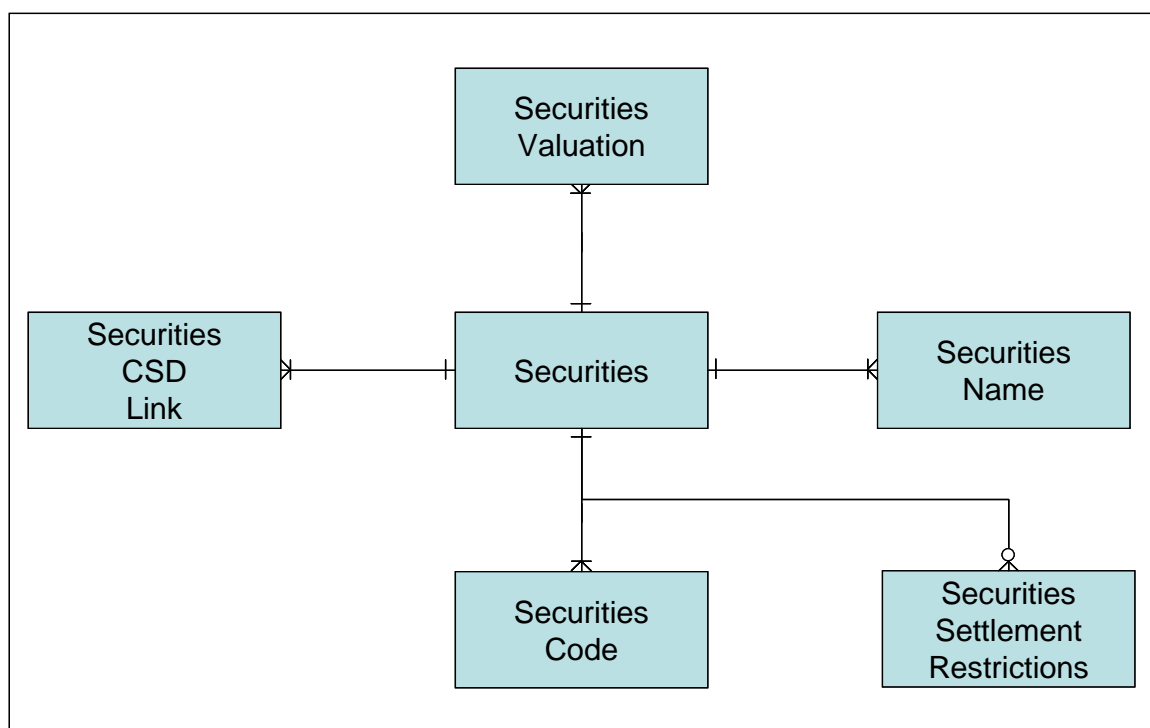 Securities
Valuation
Securities
CSD
Link
Securities
Securities
Name
Securities
Code
Securities
Settlement
Restrictions